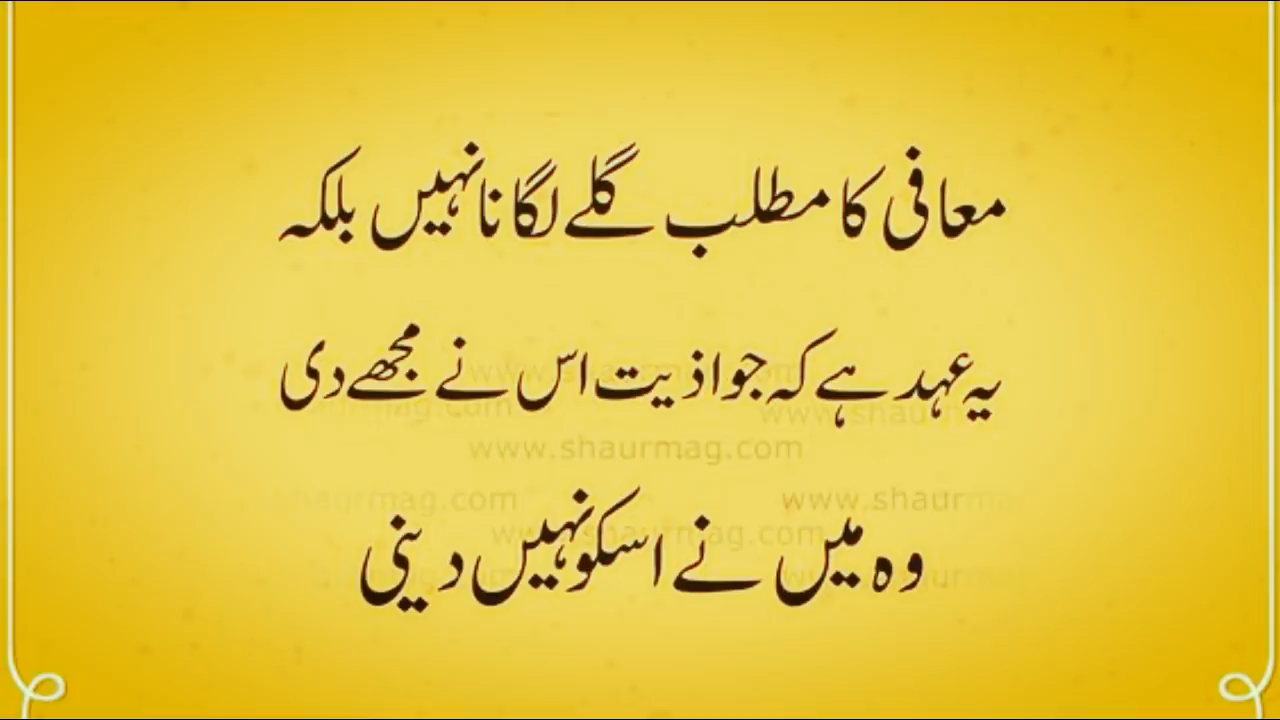 معافی کا مطلب گلے لگانا نہیں بلکہ
یہ عہد ہے کہ جو اذیت اس نے مجھے دی
www.shaurmag.com
وہ میں نے اسکو نہیں دینی